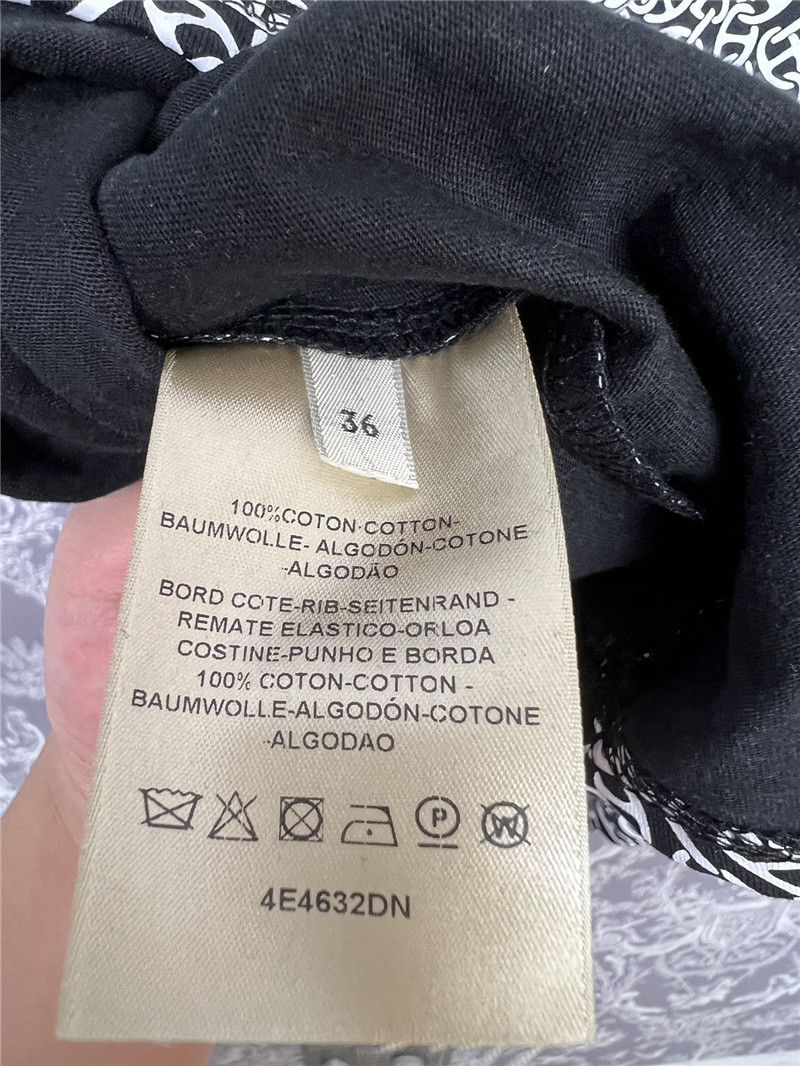 36
100%COTON·COTTON-
BAUMWOLLE- ALGODÓN-COTONE
-ALGODÃO
BORD COTE-RIB-SEITENRAND -
REMATE ELASTICO-ORLOA
COSTINE-PUNHO E BORDA
100% COTON-COTTON -
BAUMWOLLE-ALGODÓN-COTONE
-ALGODAO
P
W
4E4632DN